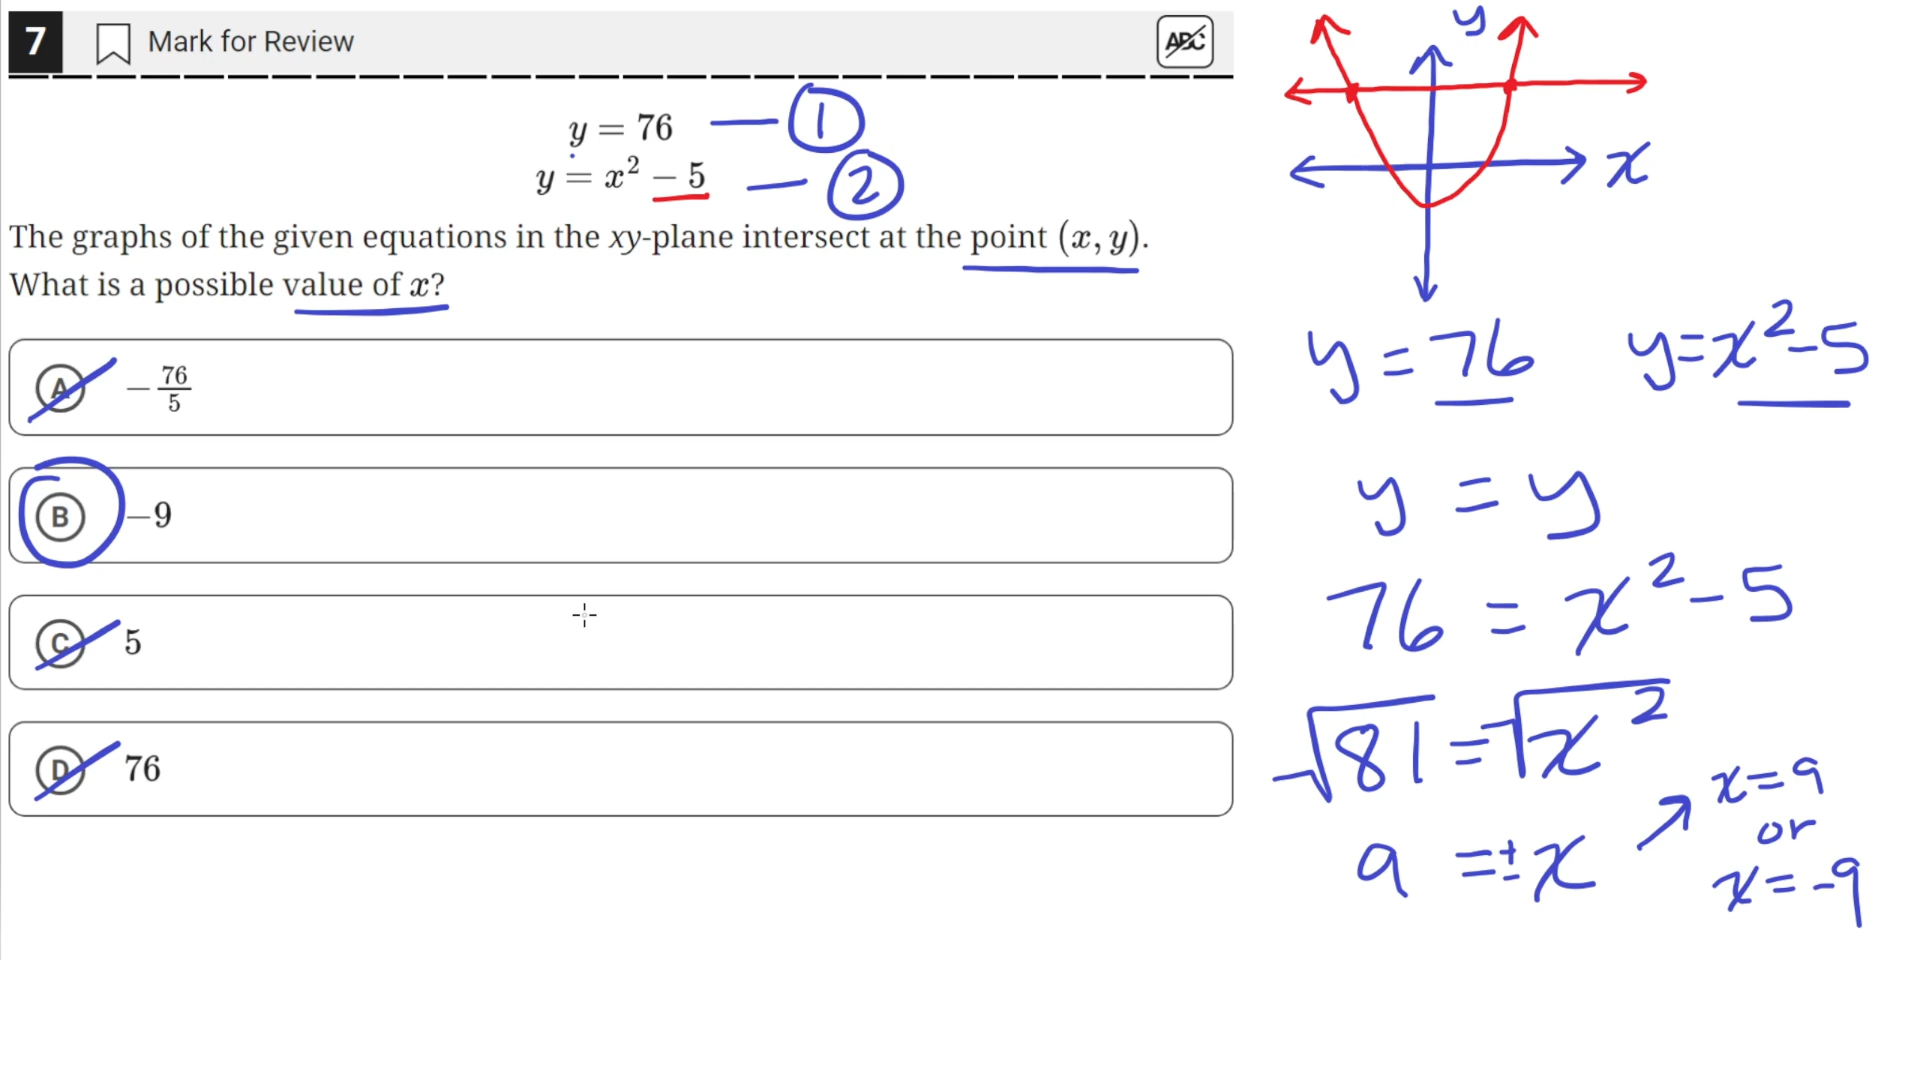 7 Mark for Review ABC
y = 76 — 1
y = x² − 5 — 2
The graphs of the given equations in the xy-plane intersect at the point (x, y).
What is a possible value of x?
A −76/5
B −9
C 5
D 76
y
x
y = 76 y = x² − 5
y = y
76 = x² − 5
√81 = √x²
9 = ± x
x = 9
or
x = -9